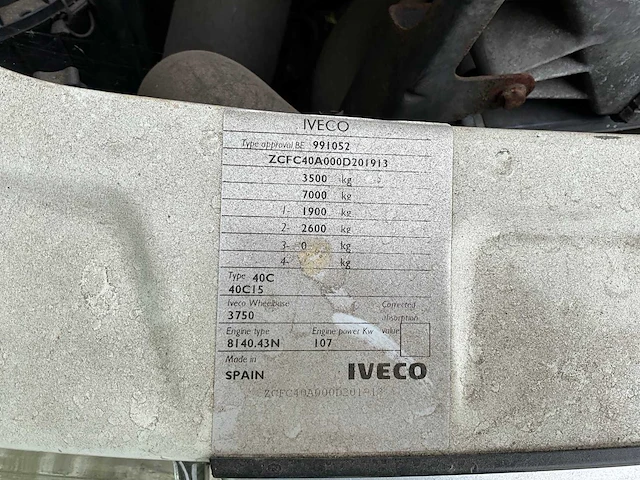 IVECO
Type approval BE 991052
ZCFC40A000D201913
3500 kg
7000 kg
1- 1900 kg
2- 2600 kg
3- 0 kg
4- kg
Type 40C
40C15
Iveco Wheelbase Corrected
3750 absorption
Engine type Engine power Kw value
8140.43N 107
Made in
SPAIN IVECO
ZCFC40A000D201913